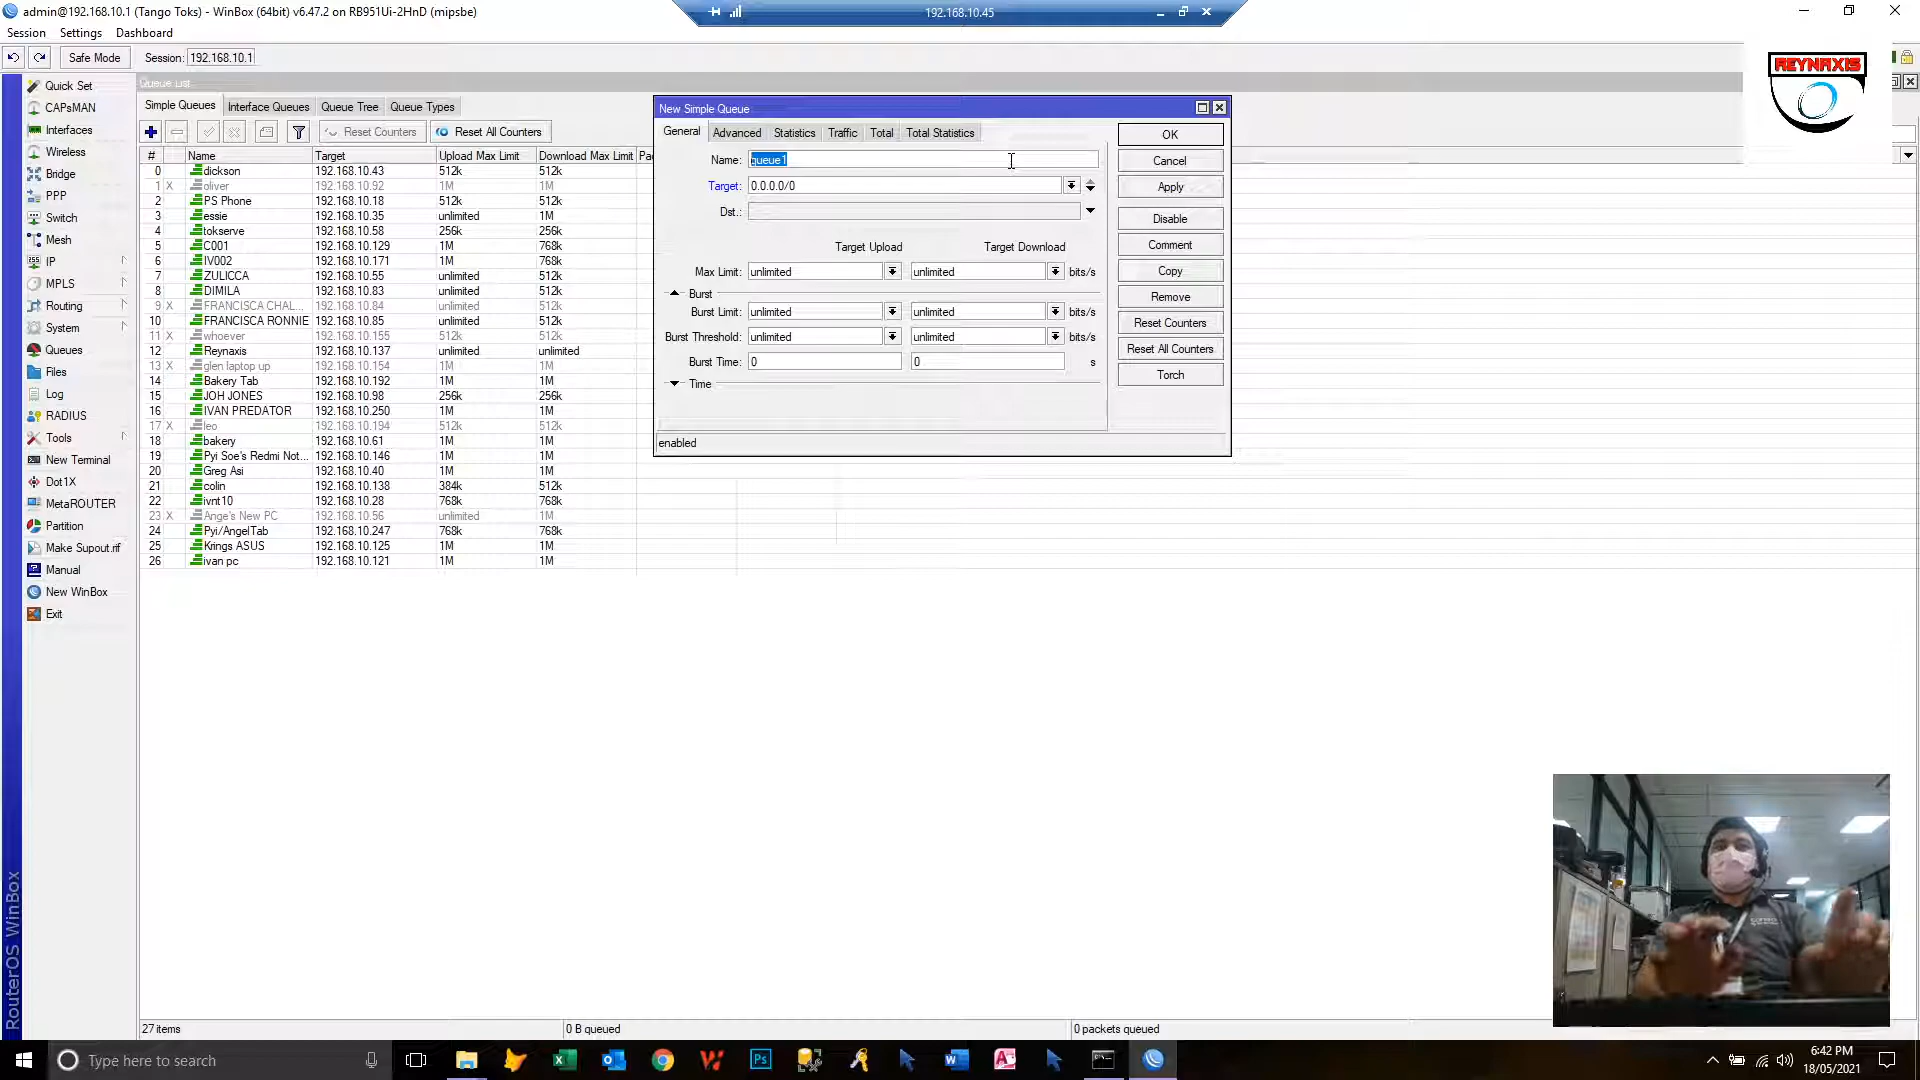 admin@192.168.10.1 (Tango Toks) - WinBox (64bit) v6.47.2 on RB951Ui-2HnD (mipsbe)
192.168.10.45
Session Settings Dashboard
Safe Mode Session: 192.168.10.1
REYNAXIS
Queue List
Simple Queues Interface Queues Queue Tree Queue Types
Reset Counters Reset All Counters
# Name Target Upload Max Limit Download Max Limit Pac
0 dickson 192.168.10.43 512k 512k
1 X oliver 192.168.10.92 1M 1M
2 PS Phone 192.168.10.18 512k 512k
3 essie 192.168.10.35 unlimited 1M
4 tokserve 192.168.10.58 256k 256k
5 C001 192.168.10.129 1M 768k
6 IV002 192.168.10.171 1M 768k
7 ZULICCA 192.168.10.55 unlimited 512k
8 DIMILA 192.168.10.83 unlimited 512k
9 X FRANCISCA CHAL... 192.168.10.84 unlimited 512k
10 FRANCISCA RONNIE 192.168.10.85 unlimited 512k
11 X whoever 192.168.10.155 512k 512k
12 Reynaxis 192.168.10.137 unlimited unlimited
13 X glen laptop up 192.168.10.154 1M 1M
14 Bakery Tab 192.168.10.192 1M 1M
15 JOH JONES 192.168.10.98 256k 256k
16 IVAN PREDATOR 192.168.10.250 1M 1M
17 X leo 192.168.10.194 512k 512k
18 bakery 192.168.10.61 1M 1M
19 Pyi Soe's Redmi Not... 192.168.10.146 1M 1M
20 Greg Asi 192.168.10.40 1M 1M
21 colin 192.168.10.138 384k 512k
22 ivnt10 192.168.10.28 768k 768k
23 X Ange's New PC 192.168.10.56 unlimited 1M
24 Pyi/AngelTab 192.168.10.247 768k 768k
25 Krings ASUS 192.168.10.125 1M 1M
26 ivan pc 192.168.10.121 1M 1M
27 items 0 B queued 0 packets queued
Quick Set
CAPsMAN
Interfaces
Wireless
Bridge
PPP
Switch
Mesh
IP
MPLS
Routing
System
Queues
Files
Log
RADIUS
Tools
New Terminal
Dot1X
MetaROUTER
Partition
Make Supout.rif
Manual
New WinBox
Exit
RouterOS WinBox
New Simple Queue
General Advanced Statistics Traffic Total Total Statistics
Name: queue1
Target: 0.0.0.0/0
Dst.:
Target Upload Target Download
Max Limit: unlimited unlimited bits/s
Burst
Burst Limit: unlimited unlimited bits/s
Burst Threshold: unlimited unlimited bits/s
Burst Time: 0 0 s
Time
enabled
OK
Cancel
Apply
Disable
Comment
Copy
Remove
Reset Counters
Reset All Counters
Torch
Type here to search
6:42 PM
18/05/2021